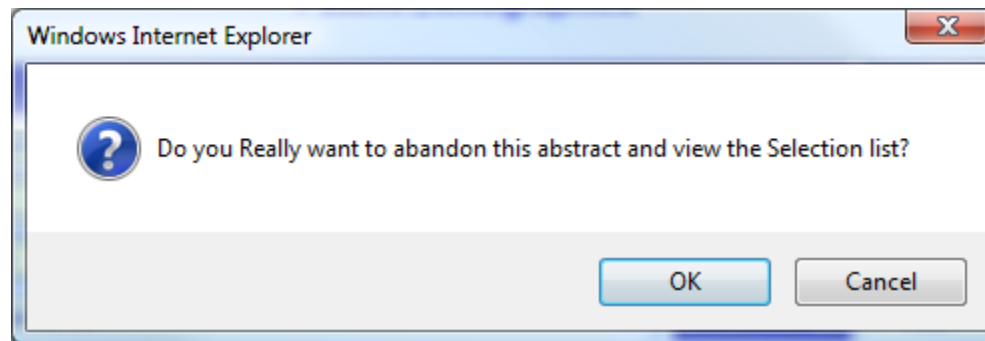 Windows Internet Explorer
Do you Really want to abandon this abstract and view the Selection list?
OK
Cancel